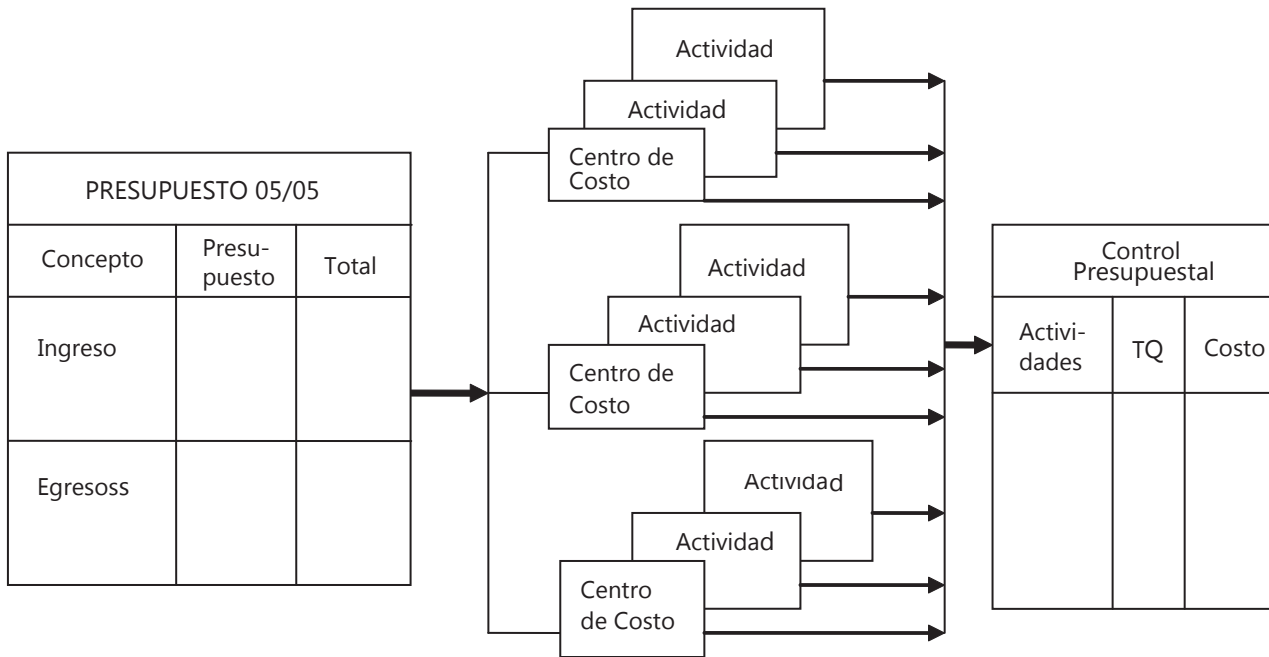 PRESUPUESTO 05/05
Concepto
Presu-
puesto
Total
Ingreso
Egresoss
Actividad
Actividad
Centro de
Costo
Actividad
Actividad
Centro de
Costo
Actividad
Actividad
Centro
de Costo
Control
Presupuestal
Activi-
dades
TQ
Costo